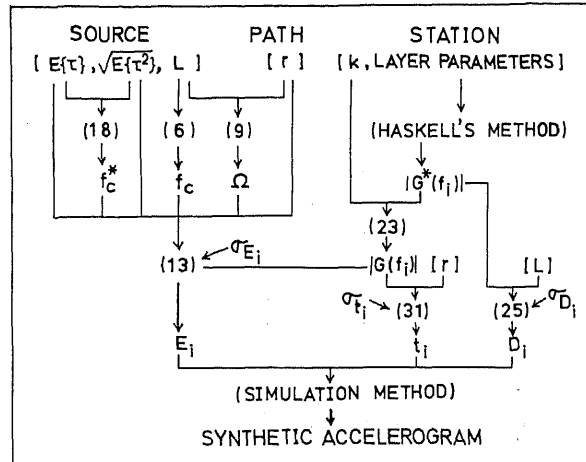 SOURCE PATH STATION
[ E{τ}, √E{τ²}, L ] [ r ] [ k, LAYER PARAMETERS ]
(18) (6) (9) (HASKELL'S METHOD)
f*c fc Ω |G*(fi)|
(23)
σEi
(13) |G(fi)| [ r ] [ L ]
σti (31) (25) σDi
Ei ti Di
(SIMULATION METHOD)
SYNTHETIC ACCELEROGRAM